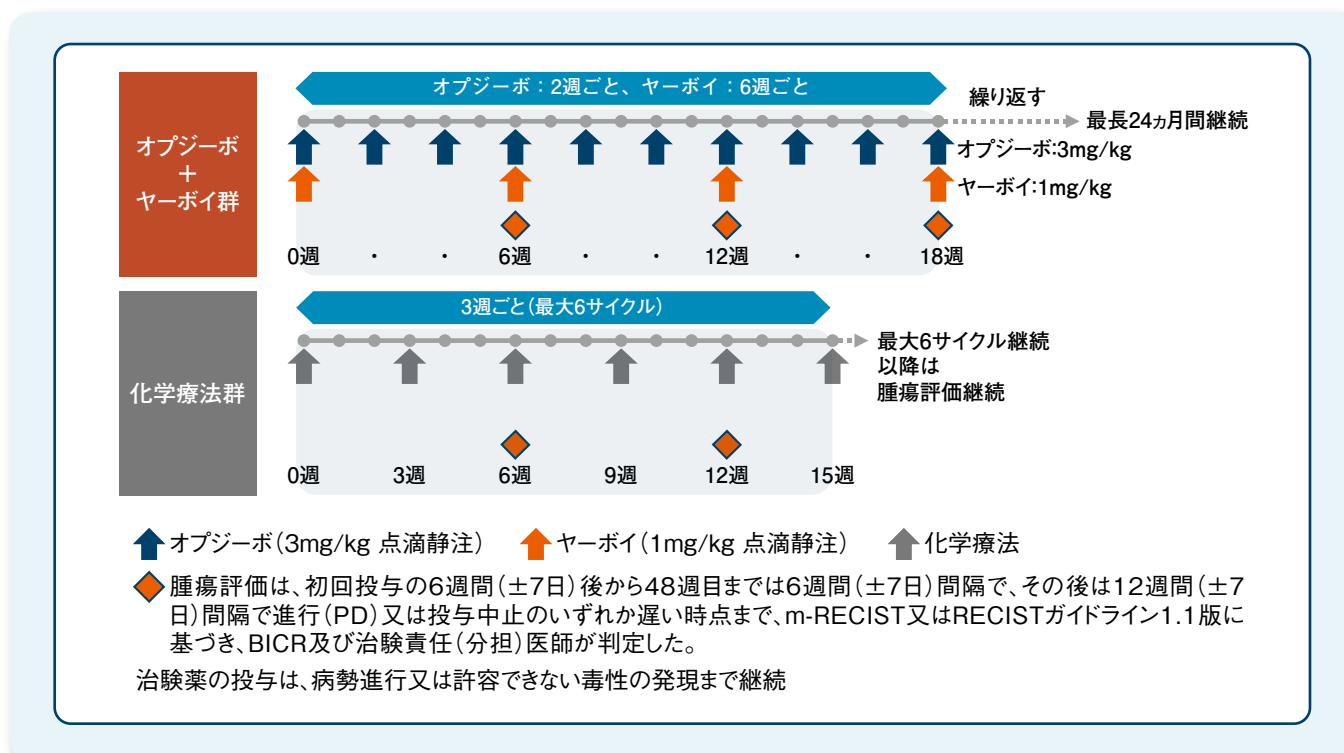 オプジーボ：2週ごと、ヤーボイ：6週ごと
繰り返す
最長24ヵ月間継続
オプジーボ
＋
ヤーボイ群
オプジーボ:3mg/kg
ヤーボイ:1mg/kg
0週 ・ ・ 6週 ・ ・ 12週 ・ ・ 18週
3週ごと(最大6サイクル)
最大6サイクル継続
以降は
腫瘍評価継続
化学療法群
0週 3週 6週 9週 12週 15週
オプジーボ(3mg/kg 点滴静注) ヤーボイ(1mg/kg 点滴静注) 化学療法
腫瘍評価は、初回投与の6週間(±7日)後から48週目までは6週間(±7日)間隔で、その後は12週間(±7
日)間隔で進行(PD)又は投与中止のいずれか遅い時点まで、m-RECIST又はRECISTガイドライン1.1版に
基づき、BICR及び治験責任(分担)医師が判定した。
治験薬の投与は、病勢進行又は許容できない毒性の発現まで継続